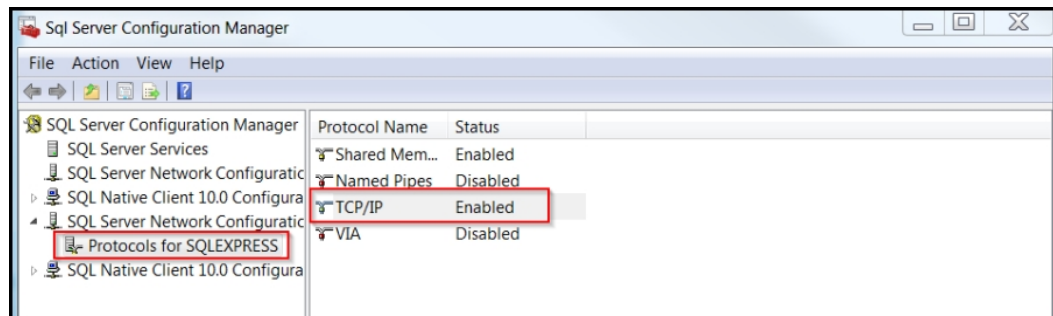 Sql Server Configuration Manager
File Action View Help
SQL Server Configuration Manager
SQL Server Services
SQL Server Network Configuratic
SQL Native Client 10.0 Configura
SQL Server Network Configuratic
Protocols for SQLEXPRESS
SQL Native Client 10.0 Configura
Protocol Name Status
Shared Mem... Enabled
Named Pipes Disabled
TCP/IP Enabled
VIA Disabled